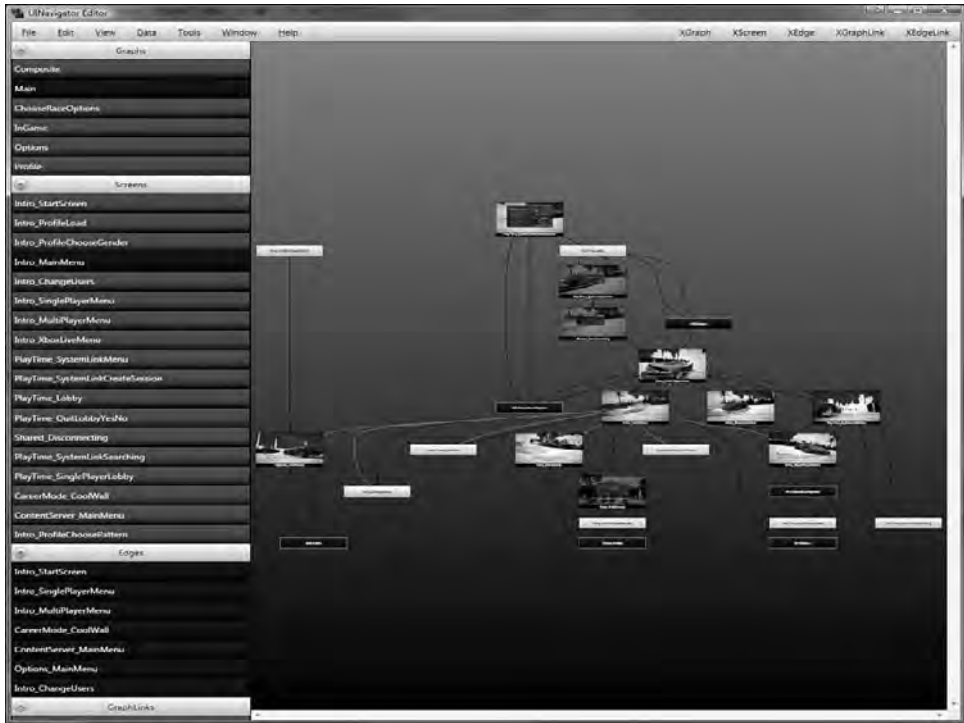 UINavigator Editor
File Edit View Data Tools Window Help XGraph XScreen XEdge XGraphLink XEdgeLink
Graphs
Composite
Main
ChooseRaceOptions
InGame
Options
Profile
Screens
Intro_StartScreen
Intro_ProfileLoad
Intro_ProfileChooseGender
Intro_MainMenu
Intro_ChangeUsers
Intro_SinglePlayerMenu
Intro_MultiPlayerMenu
Intro_XboxLiveMenu
PlayTime_SystemLinkMenu
PlayTime_SystemLinkCreateSession
PlayTime_Lobby
PlayTime_QuitLobbyYesNo
Shared_Disconnecting
PlayTime_SystemLinkSearching
PlayTime_SinglePlayerLobby
CareerMode_CoolWall
ContentServer_MainMenu
Intro_ProfileChoosePattern
Edges
Intro_StartScreen
Intro_SinglePlayerMenu
Intro_MultiPlayerMenu
CareerMode_CoolWall
ContentServer_MainMenu
Options_MainMenu
Intro_ChangeUsers
GraphLinks